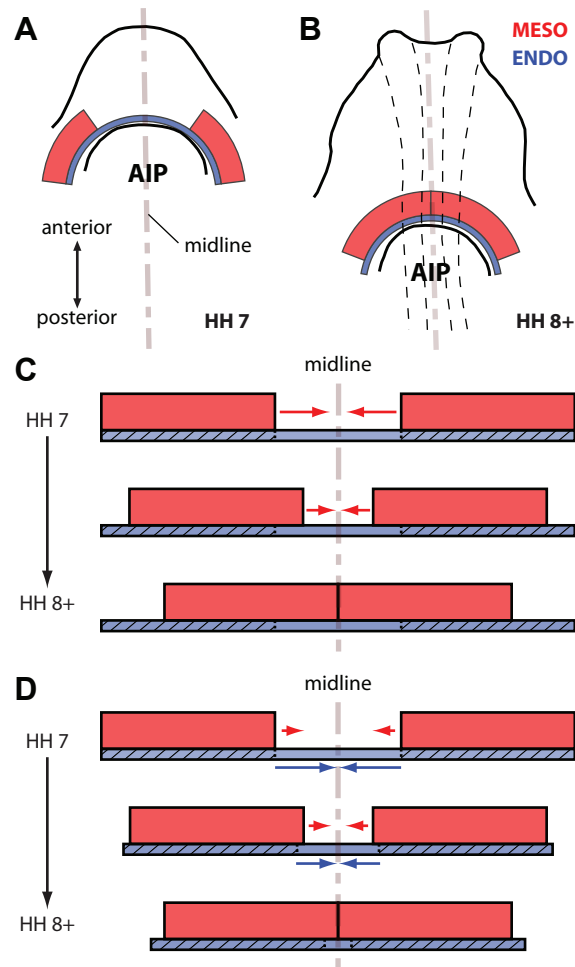 A
AIP
anterior
midline
posterior
HH 7
B
MESO
ENDO
AIP
HH 8+
C
midline
HH 7
HH 8+
D
midline
HH 7
HH 8+